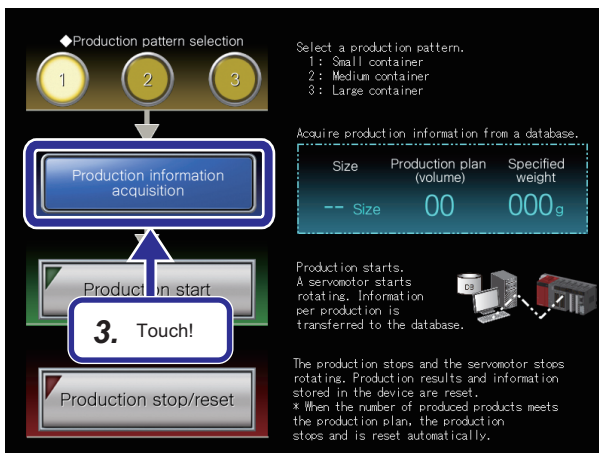 ◆Production pattern selection
1 2 3
Select a production pattern.
1: Small container
2: Medium container
3: Large container
Production information
acquisition
Acquire production information from a database.
Size Production plan Specified
(volume) weight
-- Size 00 000g
Production start
3. Touch!
Production starts.
A servomotor starts
rotating. Information
per production is
transferred to the database.
DB
Production stop/reset
The production stops and the servomotor stops
rotating. Production results and information
stored in the device are reset.
* When the number of produced products meets
the production plan, the production
stops and is reset automatically.